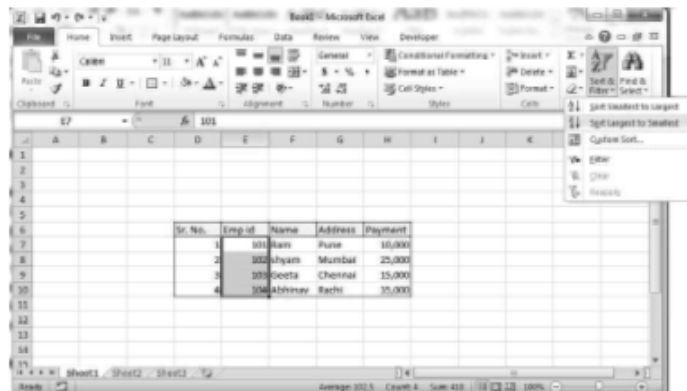 Book1 - Microsoft Excel
File Home Insert Page Layout Formulas Data Review View Developer
Paste
Calibri 11
B I U
A A
General
$ % ,
Conditional Formatting
Format as Table
Cell Styles
Insert
Delete
Format
Sort & Filter
Find & Select
Clipboard Font Alignment Number Styles Cells
E7 fx 101
A B C D E F G H I J K
Sort Smallest to Largest
Sort Largest to Smallest
Custom Sort...
Filter
Clear
Reapply
1
2
3
4
5
6 Sr. No. Emp id Name Address Payment
7 1 101 Ram Pune 10,000
8 2 102 shyam Mumbai 25,000
9 3 103 Geeta Chennai 15,000
10 4 104 Abhinav Rachi 35,000
11
12
13
14
15
Sheet1 Sheet2 Sheet3
Ready Average: 102.5 Count: 4 Sum: 410 100%